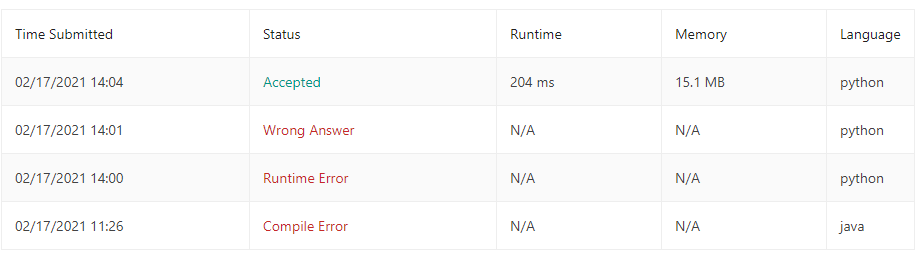 Time Submitted Status Runtime Memory Language
02/17/2021 14:04 Accepted 204 ms 15.1 MB python
02/17/2021 14:01 Wrong Answer N/A N/A python
02/17/2021 14:00 Runtime Error N/A N/A python
02/17/2021 11:26 Compile Error N/A N/A java